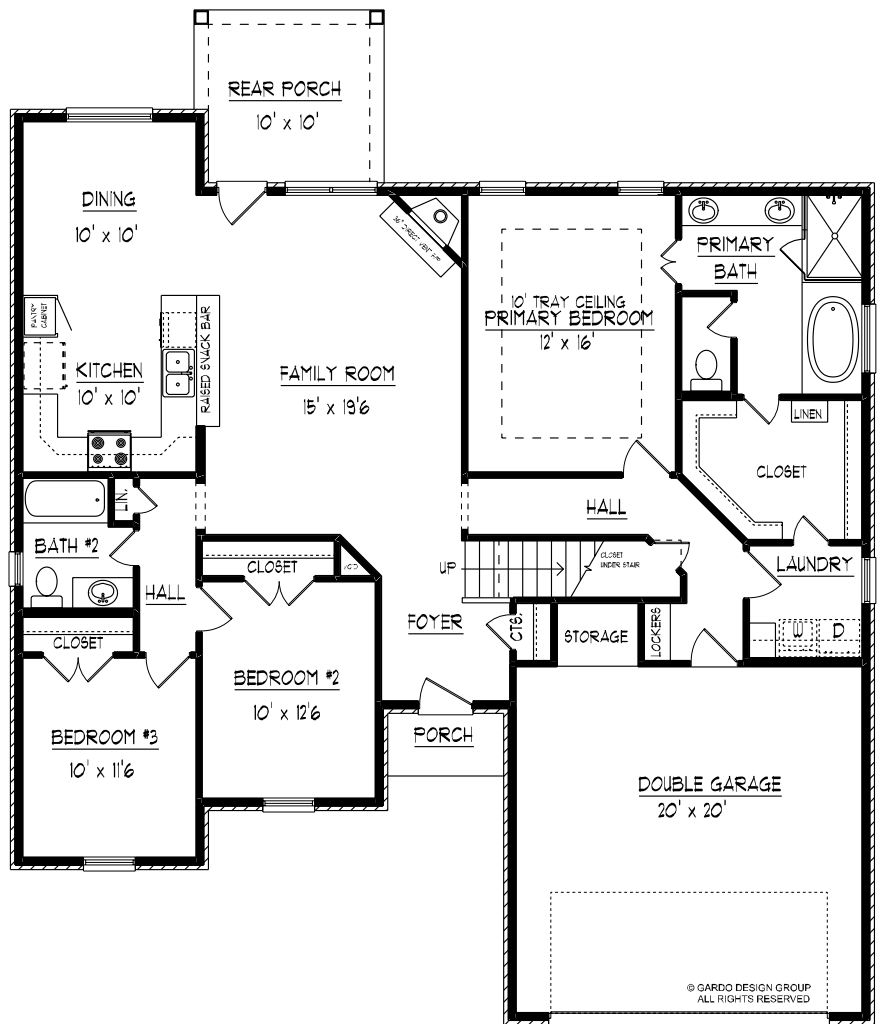 REAR PORCH
10' x 10'
DINING
10' x 10'
36" DIRECT VENT
PRIMARY
BATH
10' TRAY CEILING
PRIMARY BEDROOM
12' x 16'
PANTRY
CABINET
RAISED SNACK BAR
KITCHEN
10' x 10'
FAMILY ROOM
15' x 19'6
LINEN
CLOSET
LIN.
HALL
BATH #2
CLOSET
UP
CLOSET
UNDER STAIR
LAUNDRY
HALL
FOYER
CTS.
STORAGE
LOCKERS
W
D
CLOSET
BEDROOM #2
10' x 12'6
BEDROOM #3
10' x 11'6
PORCH
DOUBLE GARAGE
20' x 20'
© GARDO DESIGN GROUP
ALL RIGHTS RESERVED